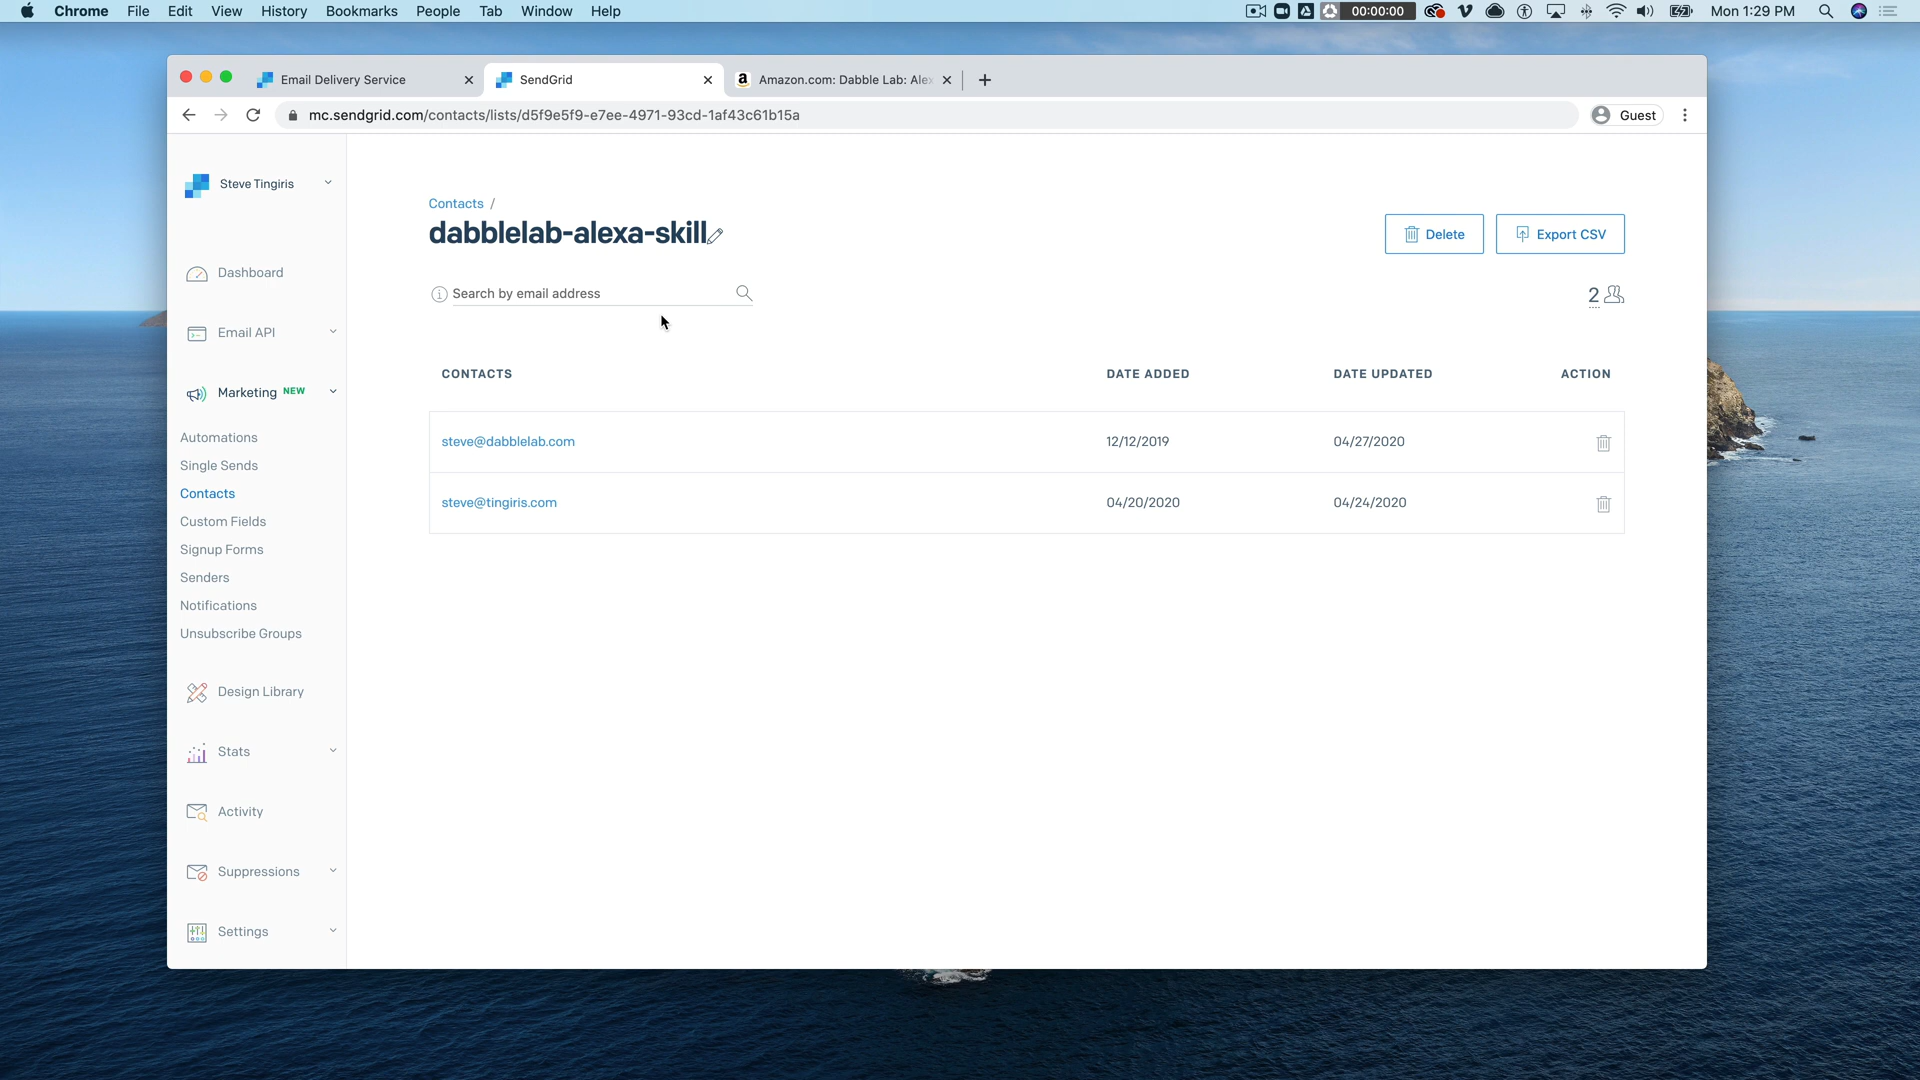 Chrome File Edit View History Bookmarks People Tab Window Help 00:00:00 Mon 1:29 PM
Email Delivery Service SendGrid Amazon.com: Dabble Lab: Alex
mc.sendgrid.com/contacts/lists/d5f9e5f9-e7ee-4971-93cd-1af43c61b15a Guest
Steve Tingiris
Dashboard
Email API
Marketing NEW
Automations
Single Sends
Contacts
Custom Fields
Signup Forms
Senders
Notifications
Unsubscribe Groups
Design Library
Stats
Activity
Suppressions
Settings
Contacts /
dabblelab-alexa-skill
Delete Export CSV
Search by email address 2
CONTACTS DATE ADDED DATE UPDATED ACTION
steve@dabblelab.com 12/12/2019 04/27/2020
steve@tingiris.com 04/20/2020 04/24/2020